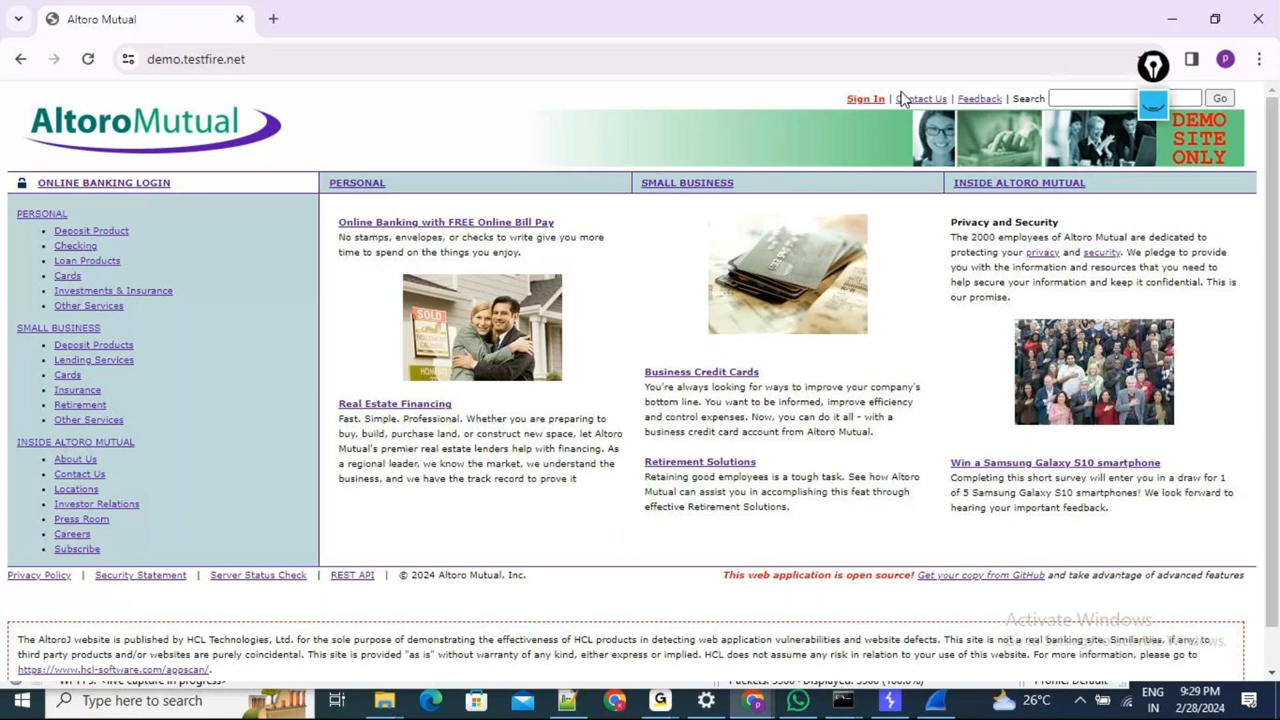 Altoro Mutual
demo.testfire.net
P
Sign In | Contact Us | Feedback | Search
Go
AltoroMutual
DEMO
SITE
ONLY
ONLINE BANKING LOGIN
PERSONAL
SMALL BUSINESS
INSIDE ALTORO MUTUAL
PERSONAL
Deposit Product
Checking
Loan Products
Cards
Investments & Insurance
Other Services
SMALL BUSINESS
Deposit Products
Lending Services
Cards
Insurance
Retirement
Other Services
INSIDE ALTORO MUTUAL
About Us
Contact Us
Locations
Investor Relations
Press Room
Careers
Subscribe
Online Banking with FREE Online Bill Pay
No stamps, envelopes, or checks to write give you more
time to spend on the things you enjoy.
SOLD
Real Estate Financing
Fast. Simple. Professional. Whether you are preparing to
buy, build, purchase land, or construct new space, let Altoro
Mutual's premier real estate lenders help with financing. As
a regional leader, we know the market, we understand the
business, and we have the track record to prove it
Business Credit Cards
You're always looking for ways to improve your company's
bottom line. You want to be informed, improve efficiency
and control expenses. Now, you can do it all - with a
business credit card account from Altoro Mutual.
Retirement Solutions
Retaining good employees is a tough task. See how Altoro
Mutual can assist you in accomplishing this feat through
effective Retirement Solutions.
Privacy and Security
The 2000 employees of Altoro Mutual are dedicated to
protecting your privacy and security. We pledge to provide
you with the information and resources that you need to
help secure your information and keep it confidential. This is
our promise.
Win a Samsung Galaxy S10 smartphone
Completing this short survey will enter you in a draw for 1
of 5 Samsung Galaxy S10 smartphones! We look forward to
hearing your important feedback.
Privacy Policy | Security Statement | Server Status Check | REST API | © 2024 Altoro Mutual, Inc.
This web application is open source! Get your copy from GitHub and take advantage of advanced features
Activate Windows
Go to Settings to activate Windows.
The AltoroJ website is published by HCL Technologies, Ltd. for the sole purpose of demonstrating the effectiveness of HCL products in detecting web application vulnerabilities and website defects. This site is not a real banking site. Similarities, if any, to
third party products and/or websites are purely coincidental. This site is provided "as is" without warranty of any kind, either express or implied. HCL does not assume any risk in relation to your use of this website. For more information, please go to
https://www.hcl-software.com/appscan/.
Type here to search
26°C
ENG
IN
9:29 PM
2/28/2024